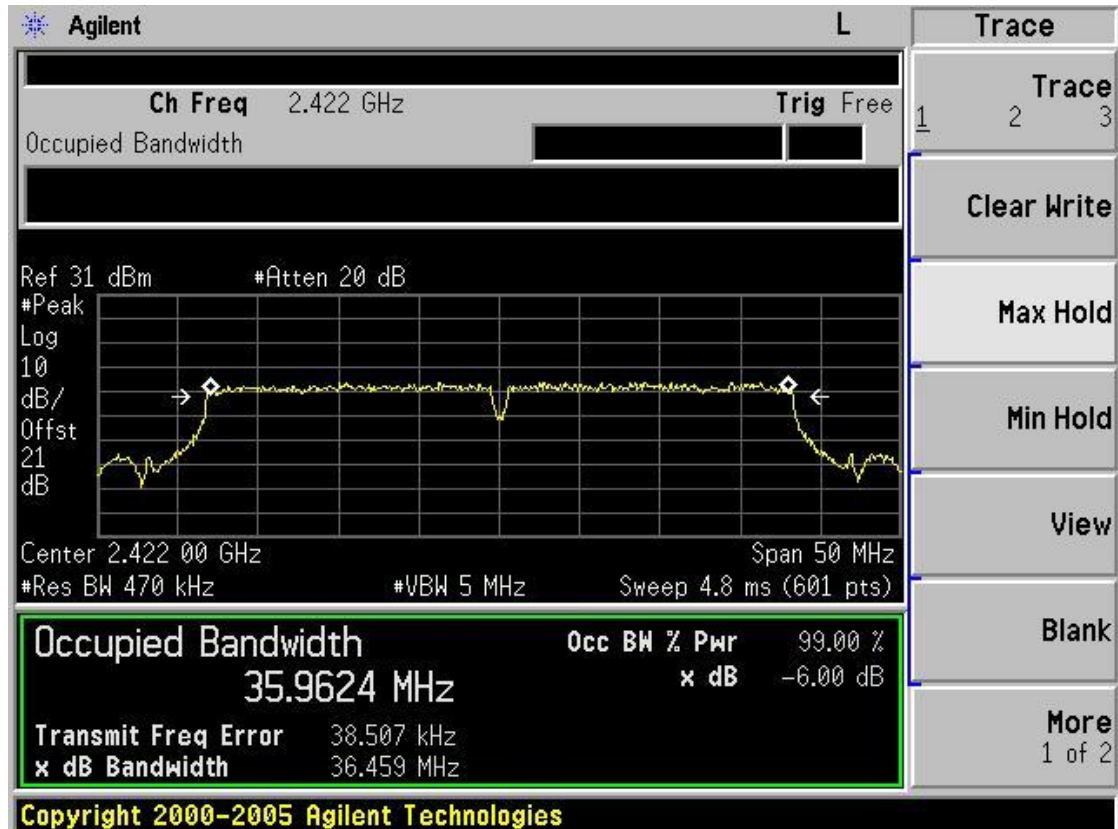 Agilent L
Trace
Ch Freq 2.422 GHz Trig Free
Occupied Bandwidth
Ref 31 dBm #Atten 20 dB
#Peak
Log
10
dB/
Offst
21
dB
Center 2.422 00 GHz Span 50 MHz
#Res BW 470 kHz #VBW 5 MHz Sweep 4.8 ms (601 pts)
Occupied Bandwidth
35.9624 MHz
Occ BW % Pwr 99.00 %
x dB -6.00 dB
Transmit Freq Error 38.507 kHz
x dB Bandwidth 36.459 MHz
Copyright 2000-2005 Agilent Technologies
Trace
1 2 3
Clear Write
Max Hold
Min Hold
View
Blank
More
1 of 2